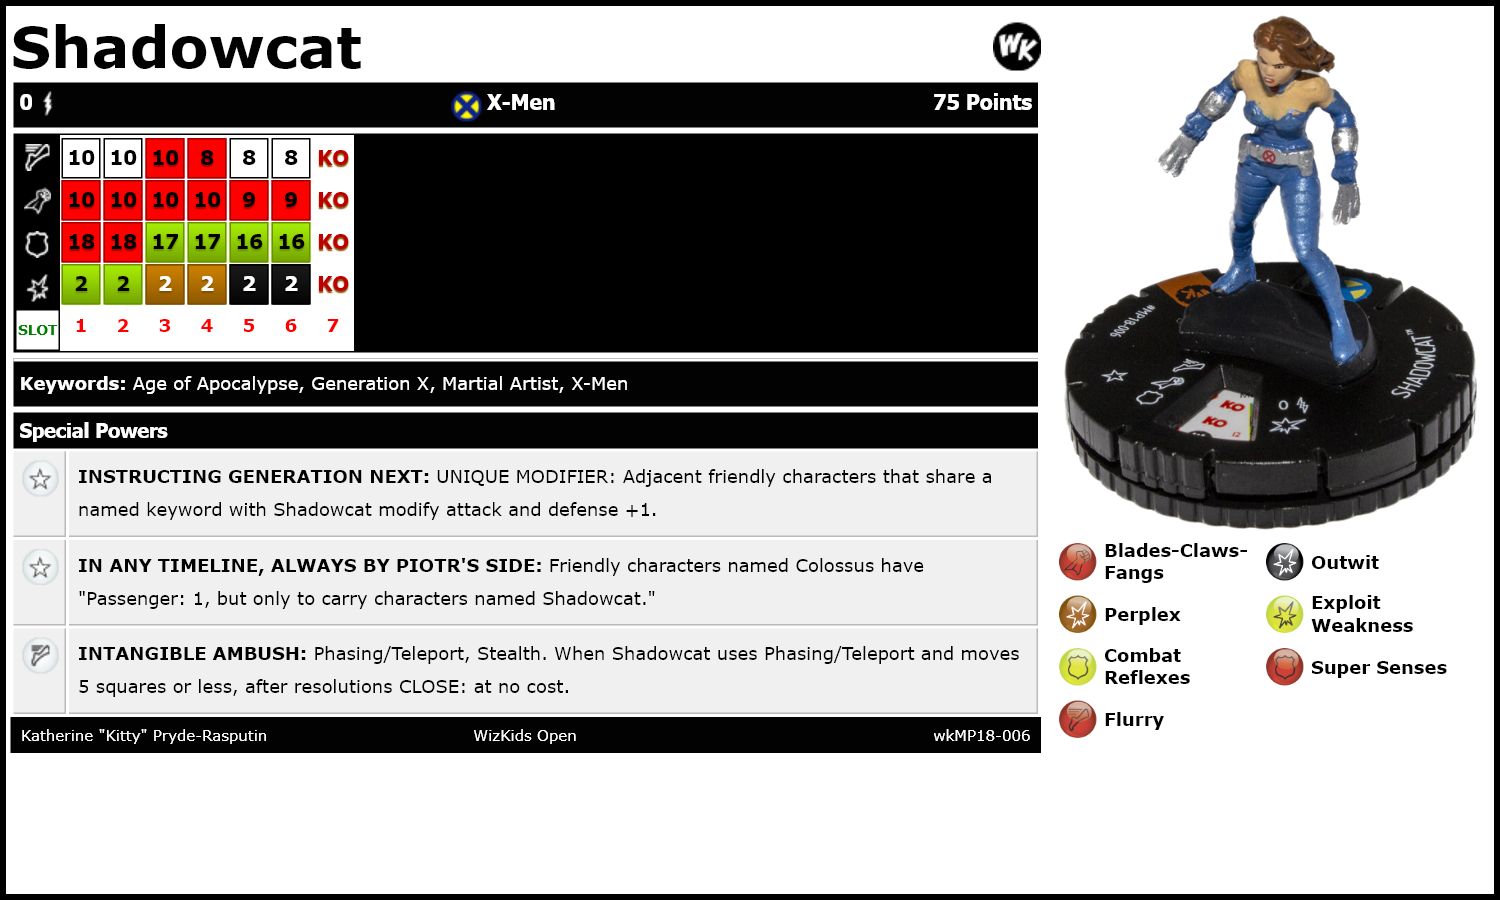 Shadowcat
WK
0 X-Men 75 Points
10 10 10 8 8 8 KO
10 10 10 10 9 9 KO
18 18 17 17 16 16 KO
2 2 2 2 2 2 KO
SLOT 1 2 3 4 5 6 7
Keywords: Age of Apocalypse, Generation X, Martial Artist, X-Men
Special Powers
INSTRUCTING GENERATION NEXT: UNIQUE MODIFIER: Adjacent friendly characters that share a
named keyword with Shadowcat modify attack and defense +1.
IN ANY TIMELINE, ALWAYS BY PIOTR'S SIDE: Friendly characters named Colossus have
"Passenger: 1, but only to carry characters named Shadowcat."
INTANGIBLE AMBUSH: Phasing/Teleport, Stealth. When Shadowcat uses Phasing/Teleport and moves
5 squares or less, after resolutions CLOSE: at no cost.
Katherine "Kitty" Pryde-Rasputin WizKids Open wkMP18-006
WK
#MP18-006
SHADOWCAT™
KO
KO
12
0
Blades-Claws-
Fangs
Outwit
Perplex
Exploit
Weakness
Combat
Reflexes
Super Senses
Flurry